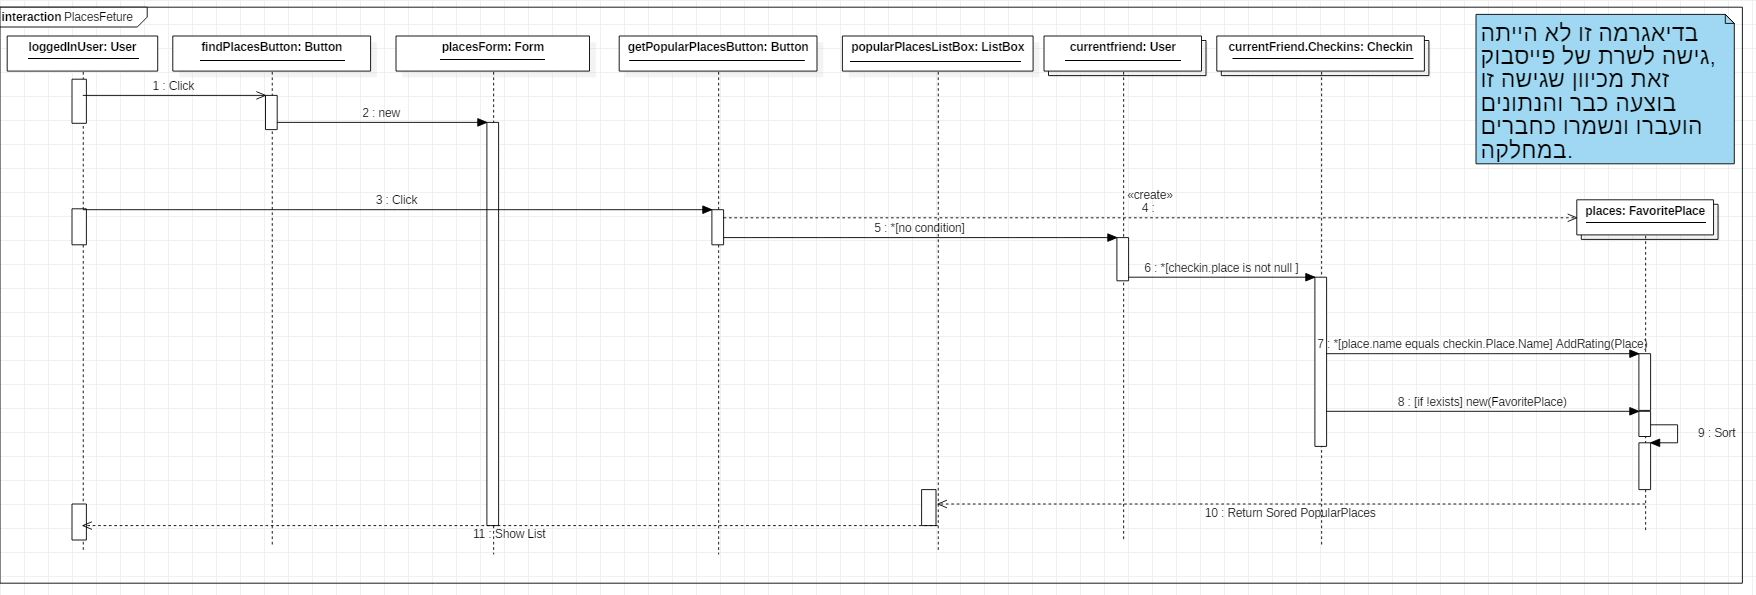 interaction PlacesFeture
loggedInUser: User
findPlacesButton: Button
placesForm: Form
getPopularPlacesButton: Button
popularPlacesListBox: ListBox
currentfriend: User
currentFriend.Checkins: Checkin
בדיאגרמה זו לא הייתה
גישה לשרת של פייסבוק,
זאת מכיוון שגישה זו
בוצעה כבר והנתונים
הועברו ונשמרו כחברים
במחלקה.
1 : Click
2 : new
3 : Click
«create»
4 :
places: FavoritePlace
5 : *[no condition]
6 : *[checkin.place is not null ]
7 : *[place.name equals checkin.Place.Name] AddRating(Place)
8 : [if !exists] new(FavoritePlace)
9 : Sort
10 : Return Sored PopularPlaces
11 : Show List